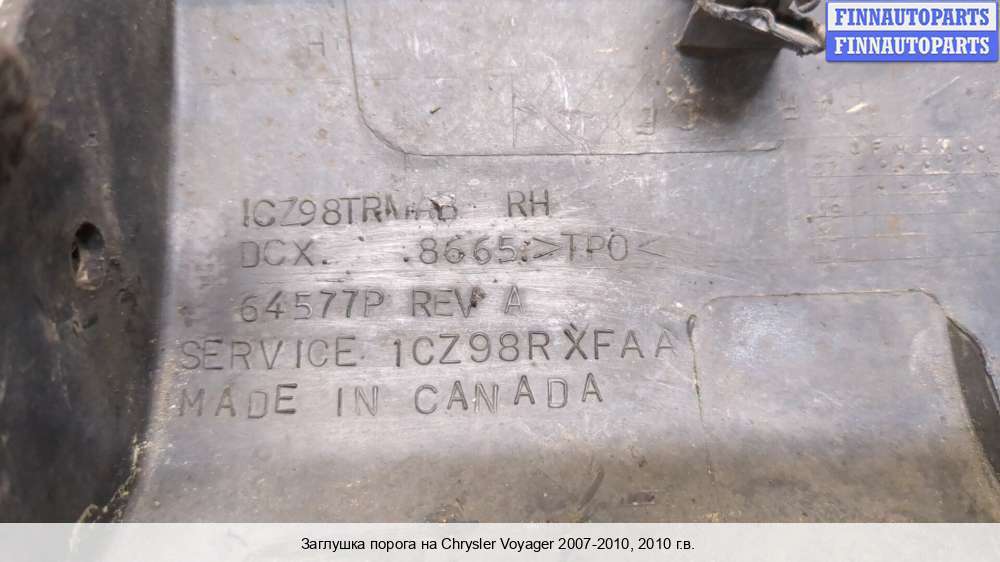 FINNAUTOPARTS
FINNAUTOPARTS
RH
DCX. .8665 >TPO<
64577P REV A
SERVICE 1CZ98RXFAA
MADE IN CANADA
Заглушка порога на Chrysler Voyager 2007-2010, 2010 г.в.